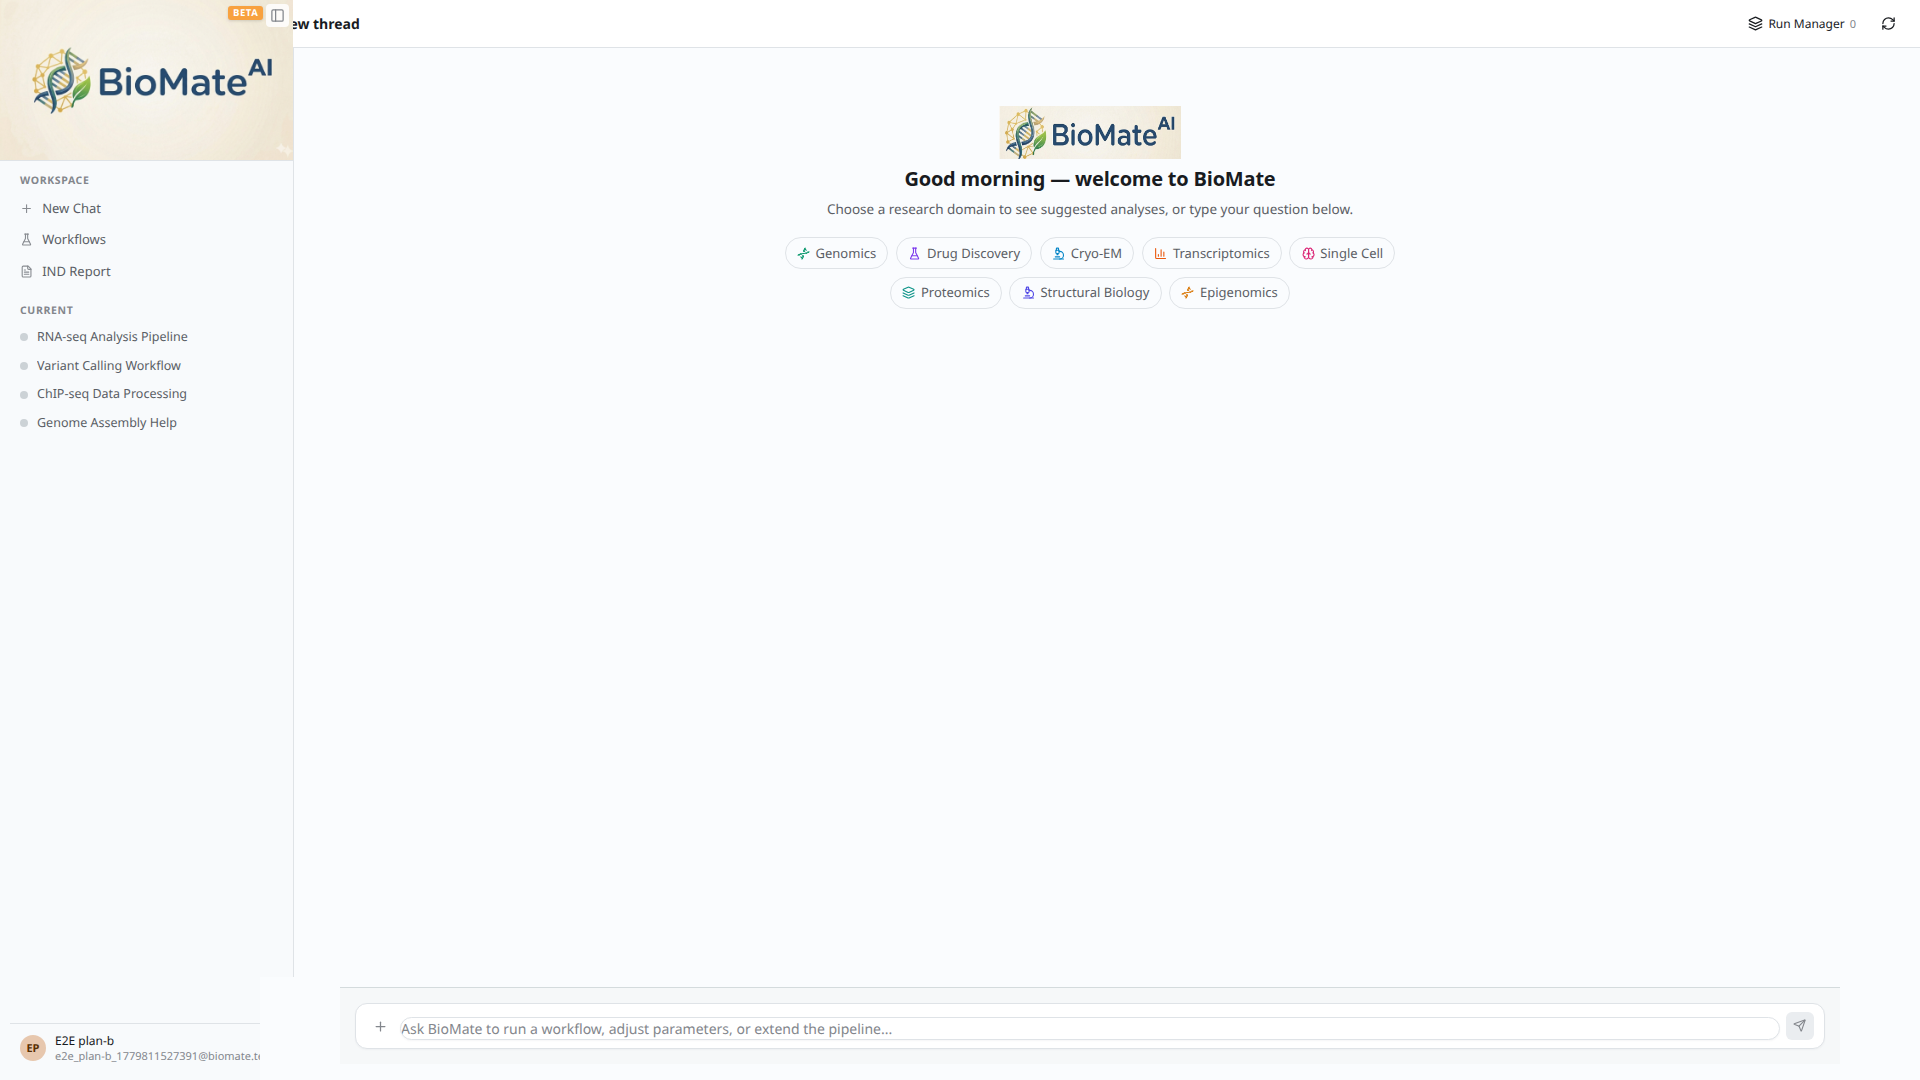 BETA
BioMate AI
WORKSPACE
New Chat
Workflows
IND Report
CURRENT
RNA-seq Analysis Pipeline
Variant Calling Workflow
ChIP-seq Data Processing
Genome Assembly Help
EP
E2E plan-b
e2e_plan-b_1779811527391@biomate.te
ew thread
Run Manager 0
BioMate AI
Good morning — welcome to BioMate
Choose a research domain to see suggested analyses, or type your question below.
Genomics Drug Discovery Cryo-EM Transcriptomics Single Cell
Proteomics Structural Biology Epigenomics
Ask BioMate to run a workflow, adjust parameters, or extend the pipeline...